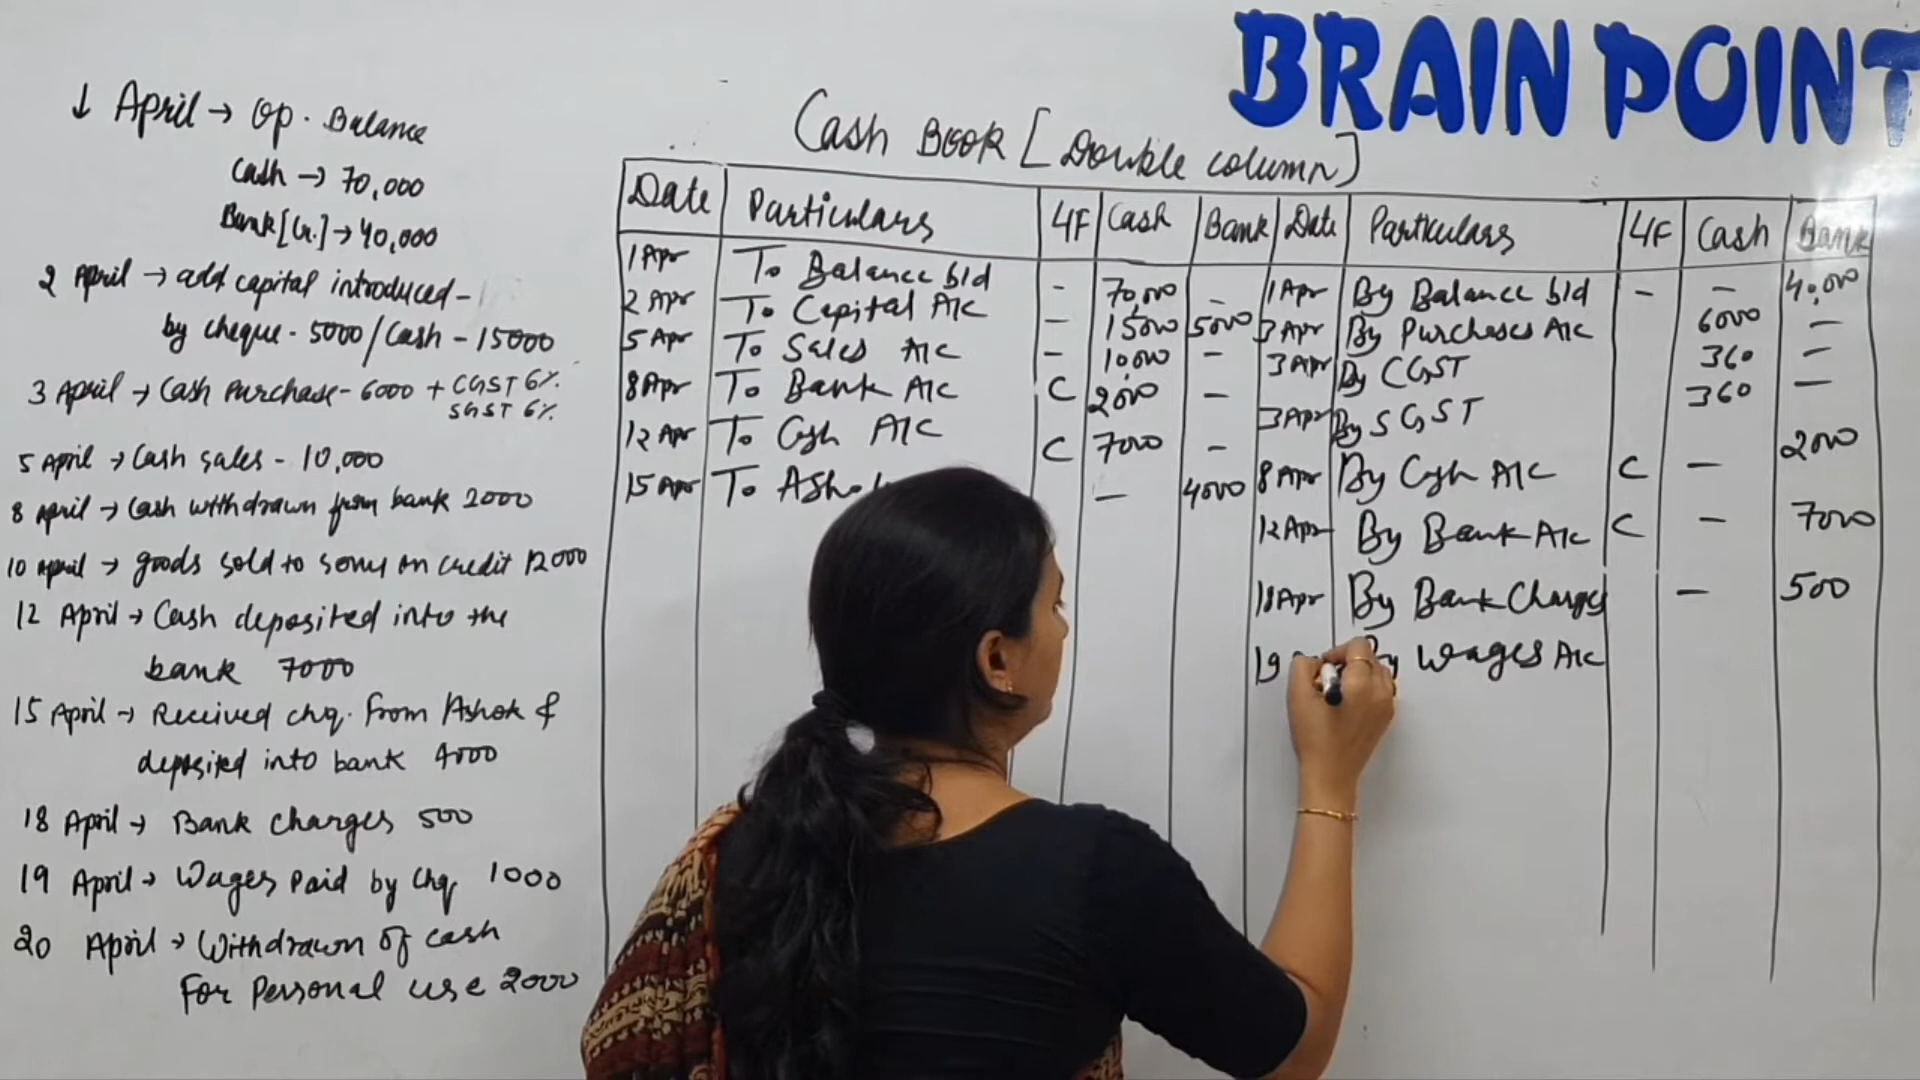 BRAIN POINT
↓ April → Op. Balance
Cash → 70,000
Bank [Cr.] → 40,000
2 April → add capital introduced -
by cheque - 5000 / Cash - 15000
3 April → Cash Purchase - 6000 + CGST 6%.
SGST 6%.
5 April → Cash sales - 10,000
8 april → Cash withdrawn from bank 2000
10 april → goods sold to sonu on credit 12000
12 April → Cash deposited into the
bank 7000
15 April → Received chq. from Ashok &
deposited into bank 4000
18 April → Bank charges 500
19 April → Wages Paid by Chq. 1000
20 April → Withdrawn of cash
For Personal use 2000
Cash Book [Double column]
Date Particulars LF Cash Bank Date Particulars LF Cash Bank
1 Apr To Balance b/d - 70,000 - 1 Apr By Balance b/d - - 40,000
2 Apr To Capital A/c - 15000 5000 3 Apr By Purchases A/c 6000 -
5 Apr To Sales A/c - 10,000 - 3 Apr By CGST 360 -
8 Apr To Bank A/c C 2000 - 3 Apr By SGST 360 -
12 Apr To Cash A/c C 7000 - 8 Apr By Cash A/c C - 2000
15 Apr To - 4000 12 Apr By Bank A/c C - 7000
18 Apr By Bank Charges - 500
19 By Wages A/c